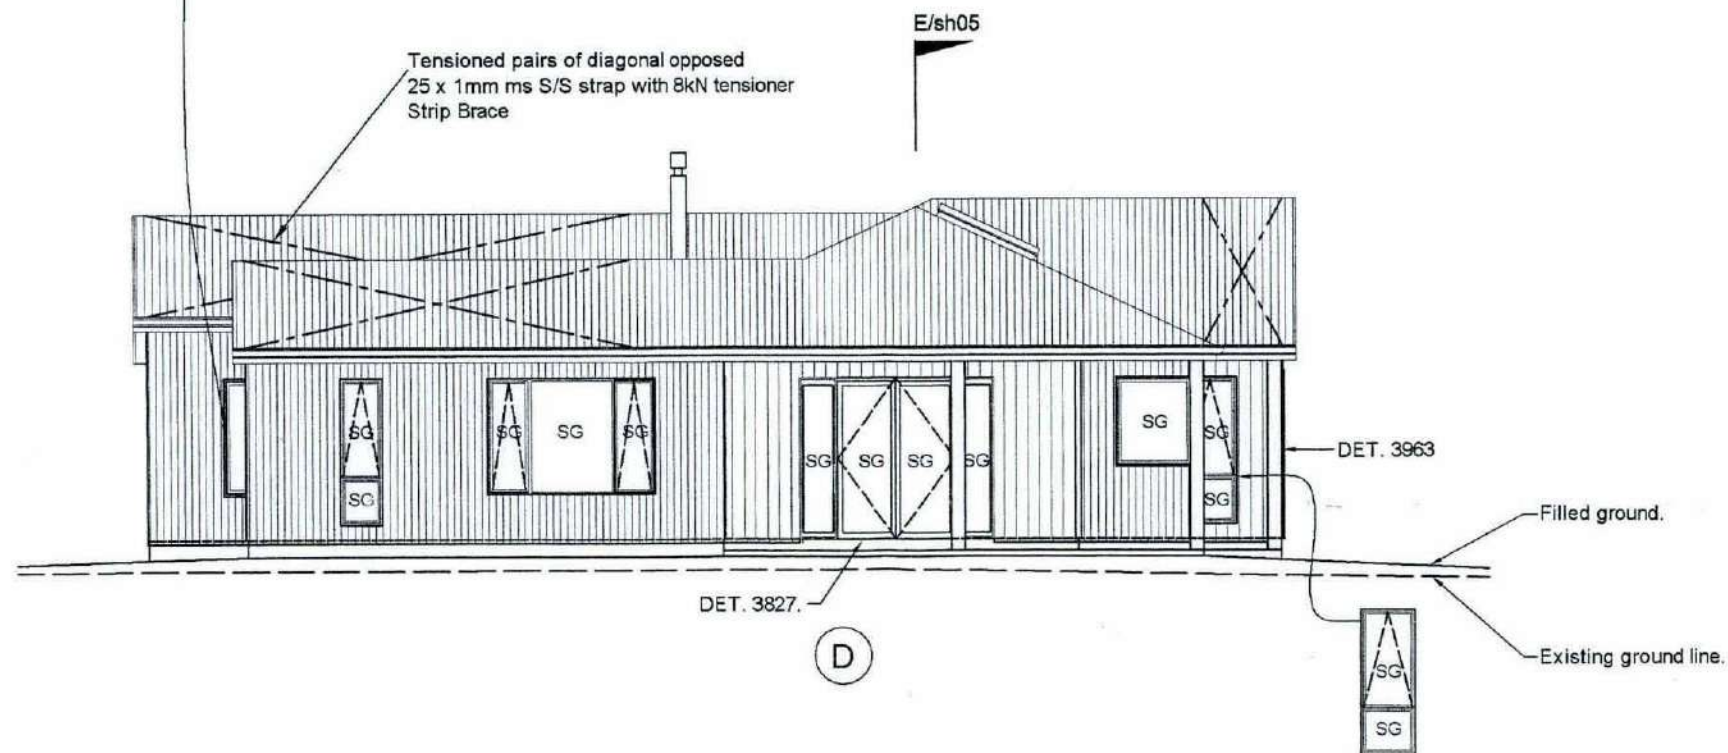 E/sh05
Tensioned pairs of diagonal opposed
25 x 1mm ms S/S strap with 8kN tensioner
Strip Brace
SG
SG
SG
SG
SG
SG
SG
SG
SG
SG
SG
SG
DET. 3963
Filled ground.
DET. 3827.
D
Existing ground line.
SG
SG